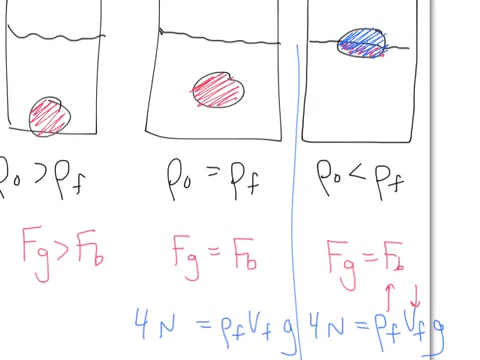 ρo > ρf
ρo = ρf
ρo < ρf
Fg > Fb
Fg = Fb
Fg = Fb
4 N = ρf Vf g
4 N = ρf Vf g